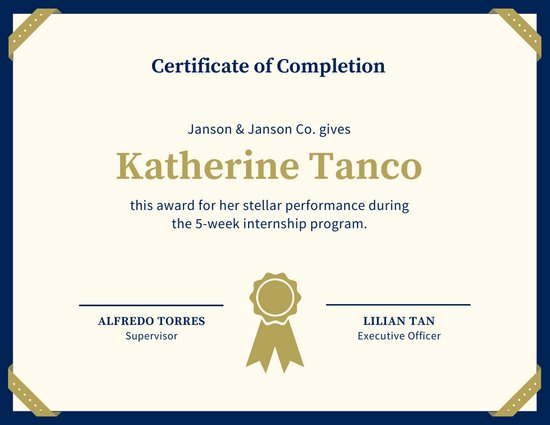 Certificate of Completion
Janson & Janson Co. gives
Katherine Tanco
this award for her stellar performance during
the 5-week internship program.
ALFREDO TORRES
Supervisor
LILIAN TAN
Executive Officer